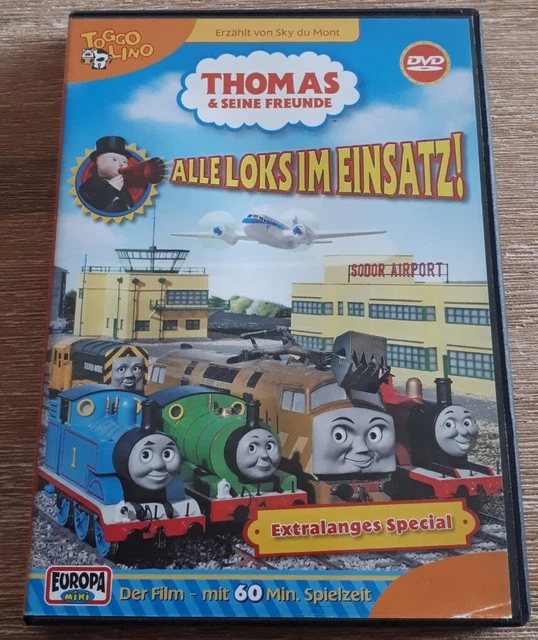 TOGGO
LINO
Erzählt von Sky du Mont
DVD
THOMAS
& SEINE FREUNDE
ALLE LOKS IM EINSATZ!
SODOR AIRPORT
1
Extralanges Special
EUROPA
mini
Der Film - mit 60 Min. Spielzeit